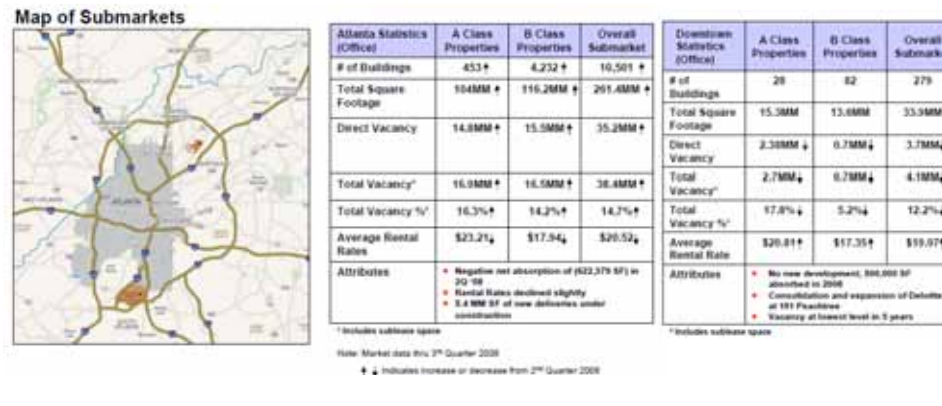 Map of Submarkets
ATLANTA
Atlanta Statistics (Office) A Class Properties B Class Properties Overall Submarket
# of Buildings 453 ↑ 4,232 ↑ 10,501 ↑
Total Square Footage 104MM ↑ 116.2MM ↑ 261.4MM ↑
Direct Vacancy 14.8MM ↑ 15.5MM ↑ 35.2MM ↑
Total Vacancy* 16.9MM ↑ 16.5MM ↑ 38.4MM ↑
Total Vacancy %* 16.3% ↑ 14.2% ↑ 14.7% ↑
Average Rental Rates $23.21 ↓ $17.94 ↓ $20.52 ↓
Attributes
• Negative net absorption of (622,379 SF) in 2Q '08
• Rental Rates declined slightly
• 5.4 MM SF of new deliveries under construction
* Includes sublease space
Note: Market data thru 3rd Quarter 2008
↑ ↓ Indicates increase or decrease from 2nd Quarter 2008
Downtown Statistics (Office) A Class Properties B Class Properties Overall
# of Buildings 28 82 279
Total Square Footage 15.3MM 13.6MM 33.9MM
Direct Vacancy 2.38MM ↓ 0.7MM ↓ 3.7MM
Total Vacancy* 2.7MM ↓ 0.7MM ↓ 4.1MM
Total Vacancy %* 17.8% ↓ 5.2% ↓ 12.2%
Average Rental Rate $20.81 ↑ $17.35 ↑ $19.07
Attributes
• No new development, SF absorbed in 2008
• Consolidation and expansion of Deloitte at 191 Peachtree
• Vacancy at lowest level in 5 years
* Includes sublease space